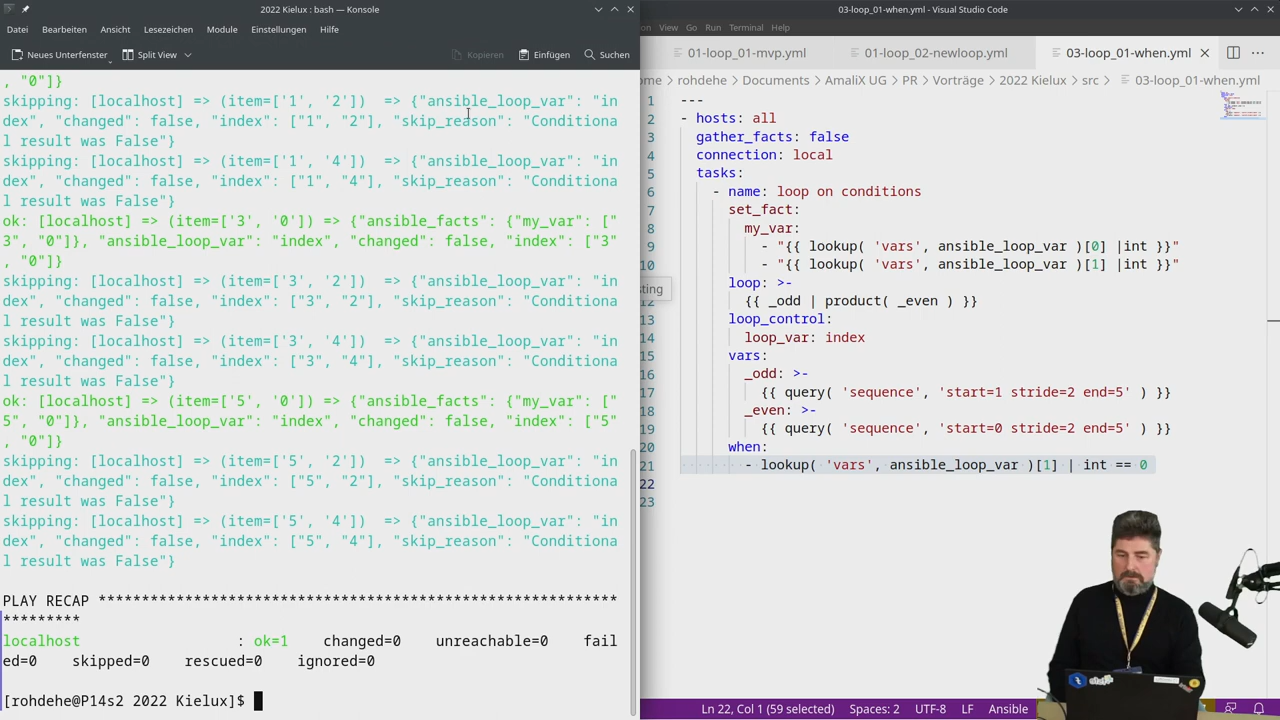 2022 Kielux : bash — Konsole
Datei Bearbeiten Ansicht Lesezeichen Module Einstellungen Hilfe
Neues Unterfenster Split View Kopieren Einfügen Suchen
, "0"]}
skipping: [localhost] => (item=['1', '2'])  => {"ansible_loop_var": "in
dex", "changed": false, "index": ["1", "2"], "skip_reason": "Conditiona
l result was False"}
skipping: [localhost] => (item=['1', '4'])  => {"ansible_loop_var": "in
dex", "changed": false, "index": ["1", "4"], "skip_reason": "Conditiona
l result was False"}
ok: [localhost] => (item=['3', '0']) => {"ansible_facts": {"my_var": ["
3", "0"]}, "ansible_loop_var": "index", "changed": false, "index": ["3"
, "0"]}
skipping: [localhost] => (item=['3', '2'])  => {"ansible_loop_var": "in
dex", "changed": false, "index": ["3", "2"], "skip_reason": "Conditiona
l result was False"}
skipping: [localhost] => (item=['3', '4'])  => {"ansible_loop_var": "in
dex", "changed": false, "index": ["3", "4"], "skip_reason": "Conditiona
l result was False"}
ok: [localhost] => (item=['5', '0']) => {"ansible_facts": {"my_var": ["
5", "0"]}, "ansible_loop_var": "index", "changed": false, "index": ["5"
, "0"]}
skipping: [localhost] => (item=['5', '2'])  => {"ansible_loop_var": "in
dex", "changed": false, "index": ["5", "2"], "skip_reason": "Conditiona
l result was False"}
skipping: [localhost] => (item=['5', '4'])  => {"ansible_loop_var": "in
dex", "changed": false, "index": ["5", "4"], "skip_reason": "Conditiona
l result was False"}
PLAY RECAP ************************************************************
*********
localhost                  : ok=1    changed=0    unreachable=0    fail
ed=0    skipped=0    rescued=0    ignored=0
[rohdehe@P14s2 2022 Kielux]$
03-loop_01-when.yml - Visual Studio Code
on View Go Run Terminal Help
01-loop_01-mvp.yml 01-loop_02-newloop.yml 03-loop_01-when.yml
ome > rohdehe > Documents > AmaliX UG > PR > Vorträge > 2022 Kielux > src > 03-loop_01-when.yml
1 ---
2 - hosts: all
3   gather_facts: false
4   connection: local
5   tasks:
6     - name: loop on conditions
7       set_fact:
8         my_var:
9           - "{{ lookup( 'vars', ansible_loop_var )[0] |int }}"
10           - "{{ lookup( 'vars', ansible_loop_var )[1] |int }}"
loop: >-
sting
12         {{ _odd | product( _even ) }}
13       loop_control:
14         loop_var: index
15       vars:
16         _odd: >-
17           {{ query( 'sequence', 'start=1 stride=2 end=5' ) }}
18         _even: >-
19           {{ query( 'sequence', 'start=0 stride=2 end=5' ) }}
20       when:
21         - lookup( 'vars', ansible_loop_var )[1] | int == 0
22
23
Ln 22, Col 1 (59 selected) Spaces: 2 UTF-8 LF Ansible